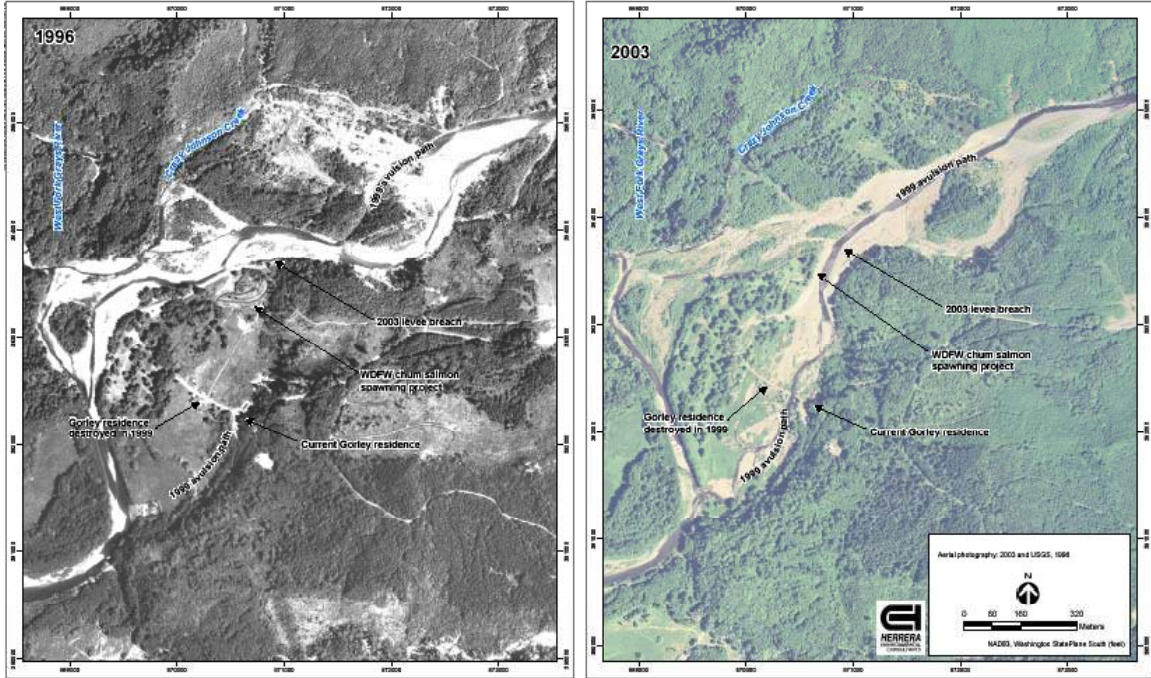 1996
West Fork Grays River
Crazy Johnson Creek
1999 avulsion path
2003 levee breach
WDFW chum salmon
spawning project
Gorley residence
destroyed in 1999
Current Gorley residence
1999 avulsion path
2003
West Fork Grays River
Crazy Johnson Creek
1999 avulsion path
2003 levee breach
WDFW chum salmon
spawning project
Gorley residence
destroyed in 1999
Current Gorley residence
1999 avulsion path
Aerial photography: 2003 and USGS, 1996
N
0 80 160 320
Meters
HERRERA
ENVIRONMENTAL
CONSULTANTS
NAD83, Washington State Plane South (feet)